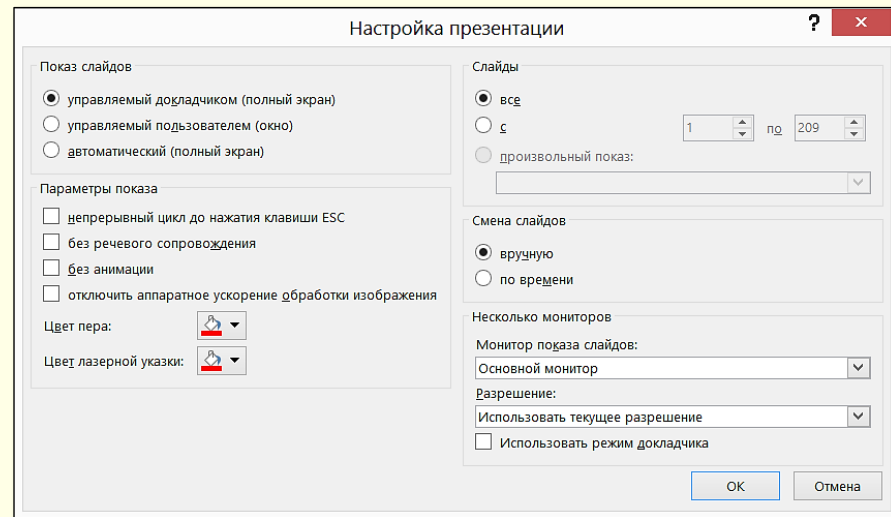 Настройка презентации
?
Показ слайдов
управляемый докладчиком (полный экран)
управляемый пользователем (окно)
автоматический (полный экран)
Параметры показа
непрерывный цикл до нажатия клавиши ESC
без речевого сопровождения
без анимации
отключить аппаратное ускорение обработки изображения
Цвет пера:
Цвет лазерной указки:
Слайды
все
с 1 по 209
произвольный показ:
Смена слайдов
вручную
по времени
Несколько мониторов
Монитор показа слайдов:
Основной монитор
Разрешение:
Использовать текущее разрешение
Использовать режим докладчика
ОК Отмена